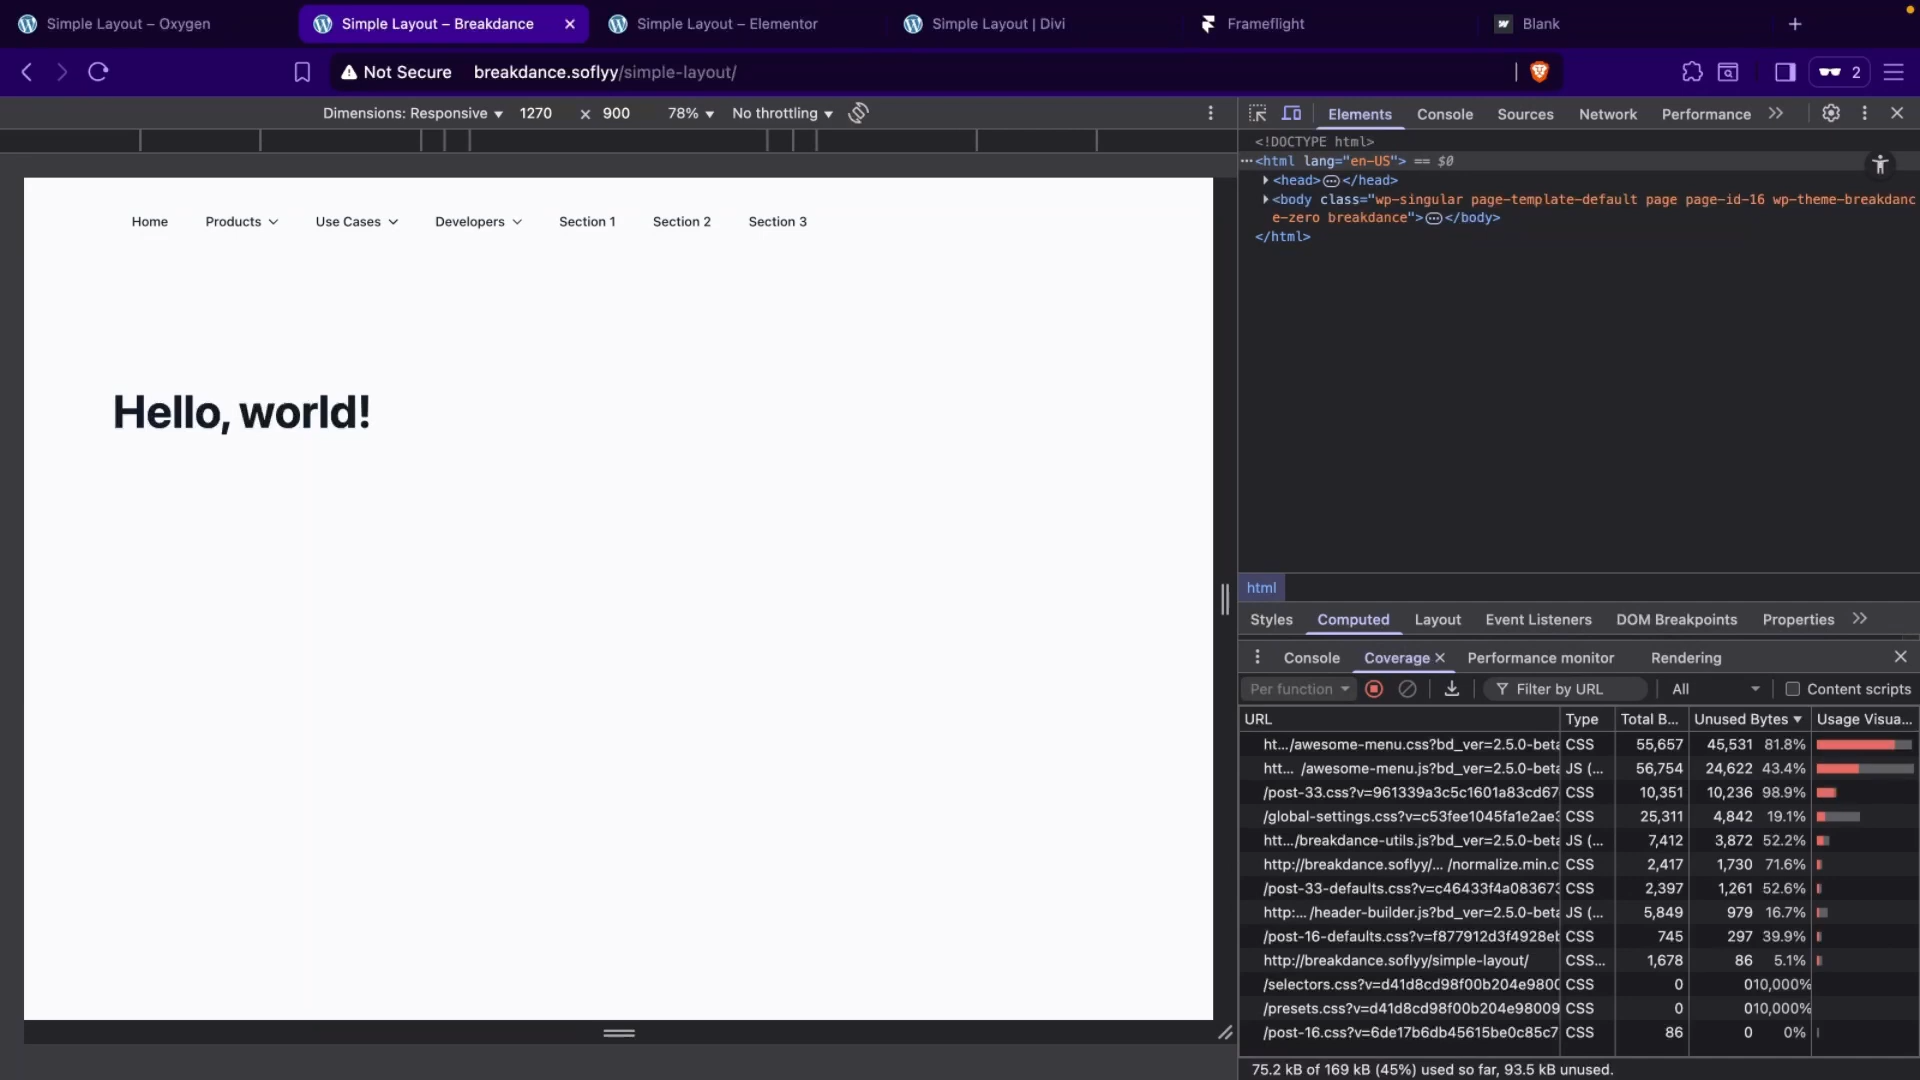 Simple Layout – Oxygen
Simple Layout – Breakdance
Simple Layout – Elementor
Simple Layout | Divi
Frameflight
Blank
Not Secure breakdance.soflyy/simple-layout/
2
Dimensions: Responsive 1270 x 900 78% No throttling
Elements Console Sources Network Performance
<!DOCTYPE html>
<html lang="en-US"> == $0
<head> </head>
<body class="wp-singular page-template-default page page-id-16 wp-theme-breakdanc
e-zero breakdance"> </body>
</html>
Home Products Use Cases Developers Section 1 Section 2 Section 3
Hello, world!
html
Styles Computed Layout Event Listeners DOM Breakpoints Properties
Console Coverage Performance monitor Rendering
Per function Filter by URL All Content scripts
URL Type Total B... Unused Bytes Usage Visua...
ht.../awesome-menu.css?bd_ver=2.5.0-beta CSS 55,657 45,531 81.8%
htt... /awesome-menu.js?bd_ver=2.5.0-beta JS (... 56,754 24,622 43.4%
/post-33.css?v=961339a3c5c1601a83cd67 CSS 10,351 10,236 98.9%
/global-settings.css?v=c53fee1045fa1e2ae3 CSS 25,311 4,842 19.1%
htt.../breakdance-utils.js?bd_ver=2.5.0-beta JS (... 7,412 3,872 52.2%
http://breakdance.soflyy/... /normalize.min.c CSS 2,417 1,730 71.6%
/post-33-defaults.css?v=c46433f4a083673 CSS 2,397 1,261 52.6%
http:... /header-builder.js?bd_ver=2.5.0-beta JS (... 5,849 979 16.7%
/post-16-defaults.css?v=f877912d3f4928eb CSS 745 297 39.9%
http://breakdance.soflyy/simple-layout/ CSS... 1,678 86 5.1%
/selectors.css?v=d41d8cd98f00b204e9800 CSS 0 0 10,000%
/presets.css?v=d41d8cd98f00b204e98009 CSS 0 0 10,000%
/post-16.css?v=6de17b6db45615be0c85c7 CSS 86 0 0%
75.2 kB of 169 kB (45%) used so far, 93.5 kB unused.